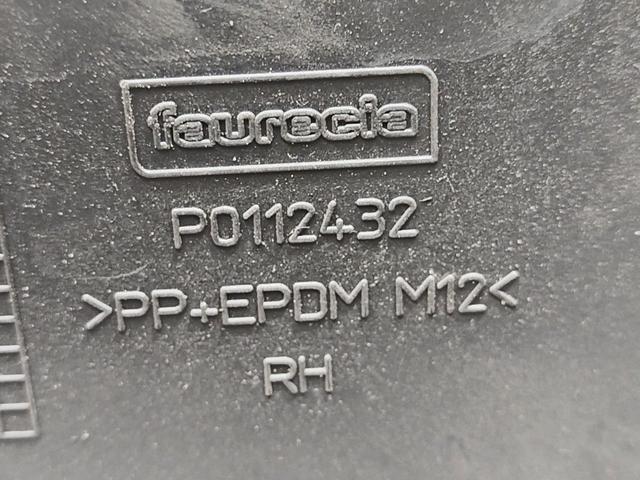 faurecia
P0112432
>PP+EPDM M12<
RH